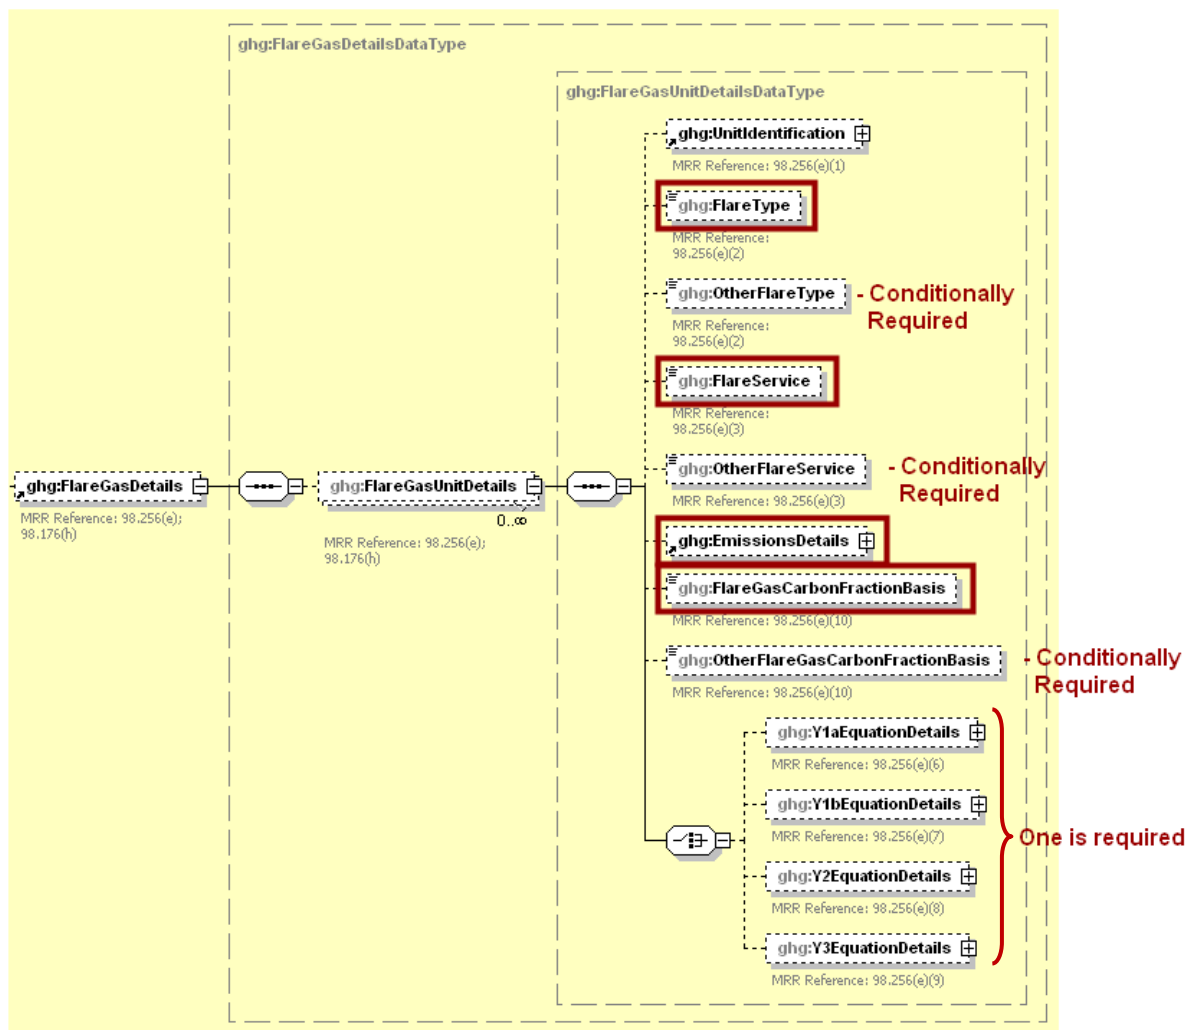 ghg:FlareGasDetailsDataType
ghg:FlareGasUnitDetailsDataType
ghg:UnitIdentification
MRR Reference: 98.256(e)(1)
ghg:FlareType
MRR Reference:
98.256(e)(2)
ghg:OtherFlareType
- Conditionally
Required
MRR Reference:
98.256(e)(2)
ghg:FlareService
MRR Reference:
98.256(e)(3)
ghg:OtherFlareService
- Conditionally
Required
MRR Reference: 98.256(e)(3)
ghg:FlareGasDetails
MRR Reference: 98.256(e);
98.176(h)
ghg:FlareGasUnitDetails
0..∞
MRR Reference: 98.256(e);
98.176(h)
ghg:EmissionsDetails
ghg:FlareGasCarbonFractionBasis
MRR Reference: 98.256(e)(10)
ghg:OtherFlareGasCarbonFractionBasis
- Conditionally
Required
MRR Reference: 98.256(e)(10)
ghg:Y1aEquationDetails
MRR Reference: 98.256(e)(6)
ghg:Y1bEquationDetails
MRR Reference: 98.256(e)(7)
One is required
ghg:Y2EquationDetails
MRR Reference: 98.256(e)(8)
ghg:Y3EquationDetails
MRR Reference: 98.256(e)(9)